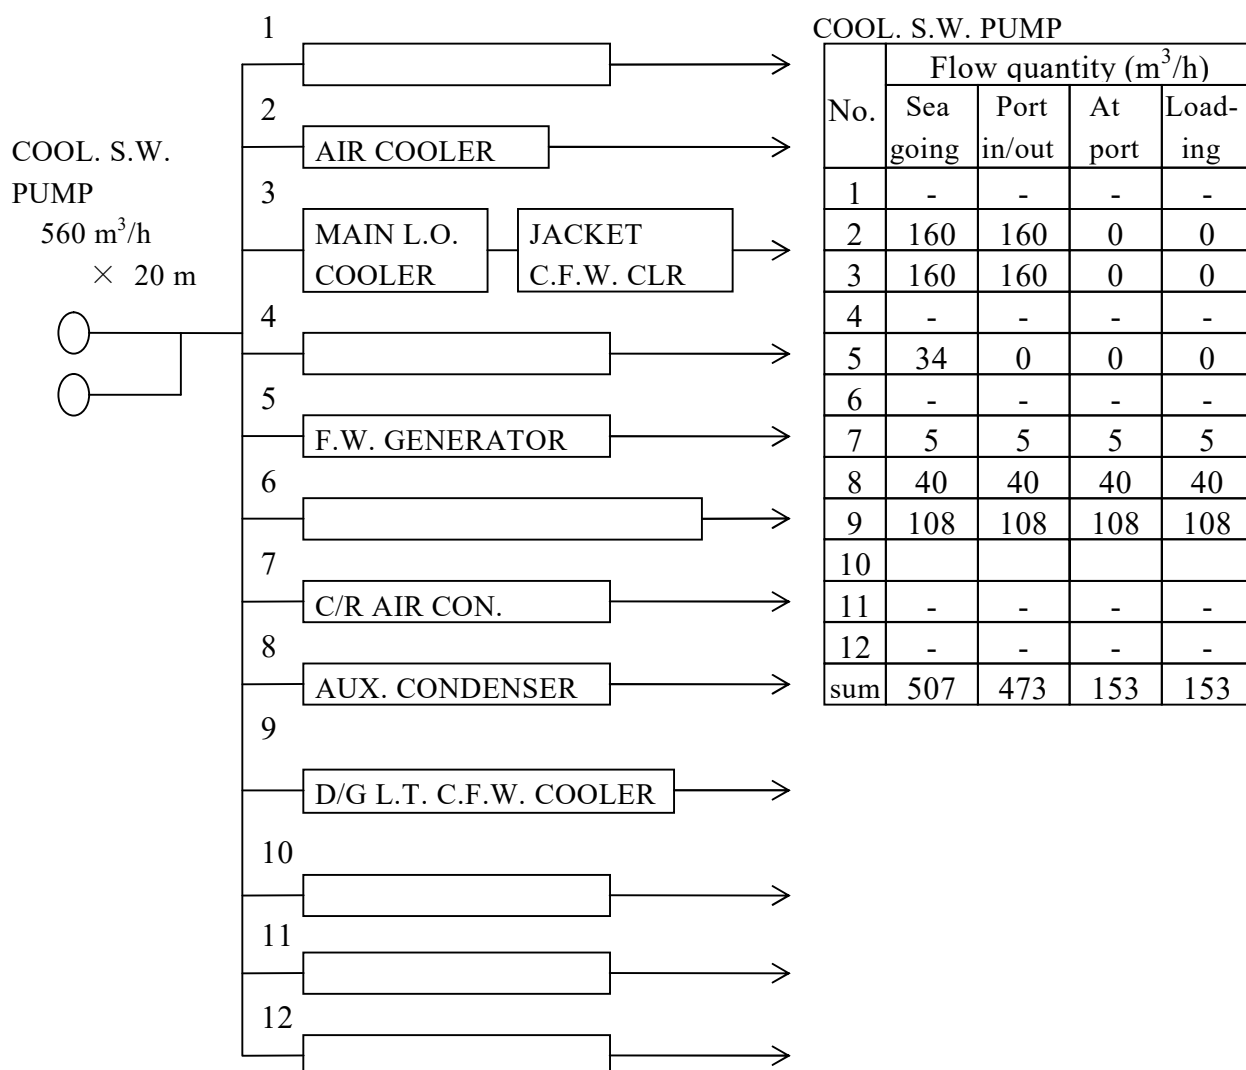 COOL. S.W.
PUMP
560 m³/h
× 20 m
1
2
AIR COOLER
3
MAIN L.O.
COOLER
JACKET
C.F.W. CLR
4
5
F.W. GENERATOR
6
7
C/R AIR CON.
8
AUX. CONDENSER
9
D/G L.T. C.F.W. COOLER
10
11
12
COOL. S.W. PUMP
No. Flow quantity (m³/h)
Sea Port At Load-
going in/out port ing
1 - - - -
2 160 160 0 0
3 160 160 0 0
4 - - - -
5 34 0 0 0
6 - - - -
7 5 5 5 5
8 40 40 40 40
9 108 108 108 108
10
11 - - - -
12 - - - -
sum 507 473 153 153